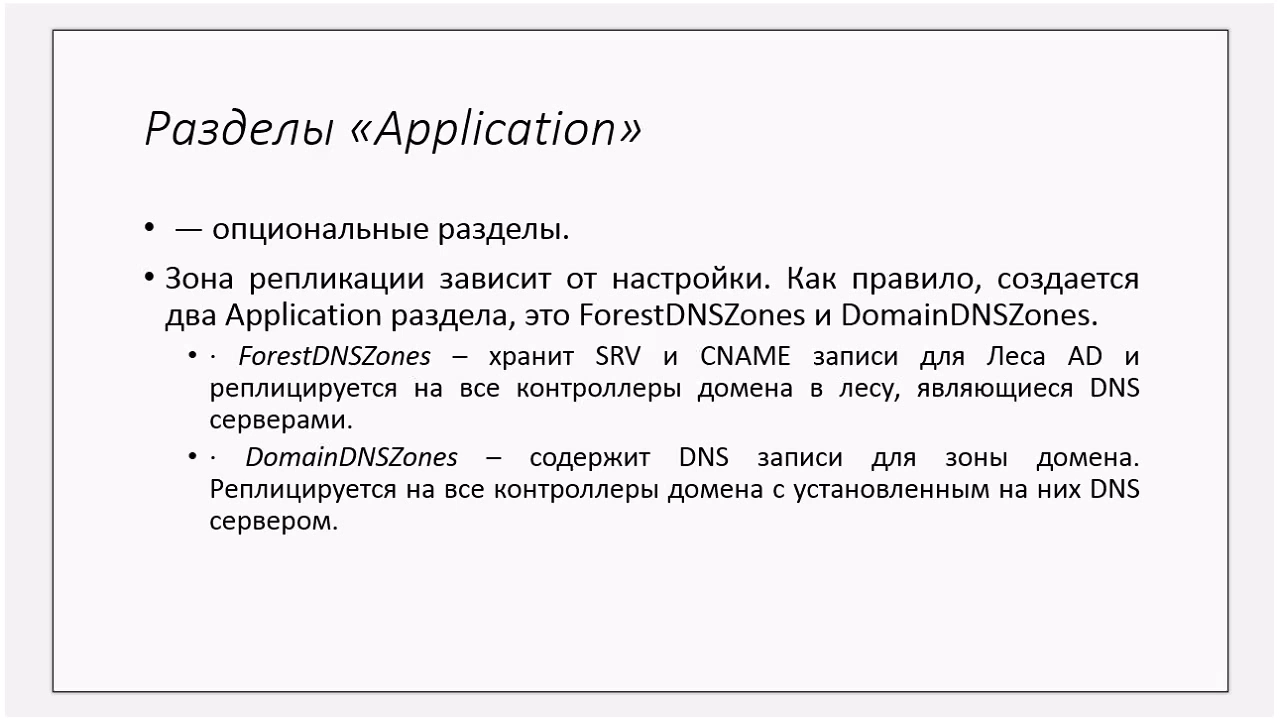 Разделы «Application»
• — опциональные разделы.
• Зона репликации зависит от настройки. Как правило, создается
два Application раздела, это ForestDNSZones и DomainDNSZones.
• · ForestDNSZones – хранит SRV и CNAME записи для Леса AD и
реплицируется на все контроллеры домена в лесу, являющиеся DNS
серверами.
• · DomainDNSZones – содержит DNS записи для зоны домена.
Реплицируется на все контроллеры домена с установленным на них DNS
сервером.